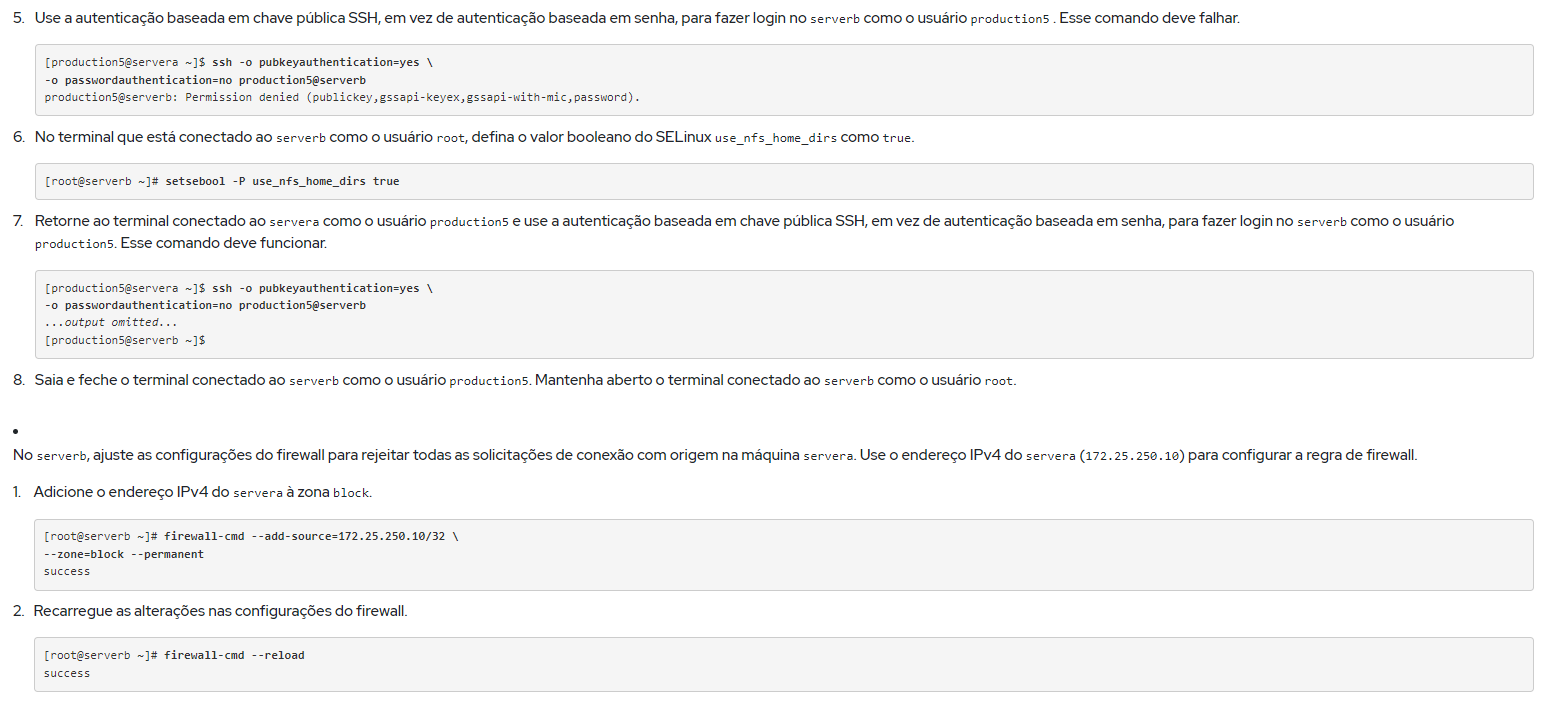 5. Use a autenticação baseada em chave pública SSH, em vez de autenticação baseada em senha, para fazer login no serverb como o usuário production5 . Esse comando deve falhar.
[production5@servera ~]$ ssh -o pubkeyauthentication=yes \
-o passwordauthentication=no production5@serverb
production5@serverb: Permission denied (publickey,gssapi-keyex,gssapi-with-mic,password).
6. No terminal que está conectado ao serverb como o usuário root, defina o valor booleano do SELinux use_nfs_home_dirs como true.
[root@serverb ~]# setsebool -P use_nfs_home_dirs true
7. Retorne ao terminal conectado ao servera como o usuário production5 e use a autenticação baseada em chave pública SSH, em vez de autenticação baseada em senha, para fazer login no serverb como o usuário
production5. Esse comando deve funcionar.
[production5@servera ~]$ ssh -o pubkeyauthentication=yes \
-o passwordauthentication=no production5@serverb
...output omitted...
[production5@serverb ~]$
8. Saia e feche o terminal conectado ao serverb como o usuário production5. Mantenha aberto o terminal conectado ao serverb como o usuário root.
•
No serverb, ajuste as configurações do firewall para rejeitar todas as solicitações de conexão com origem na máquina servera. Use o endereço IPv4 do servera (172.25.250.10) para configurar a regra de firewall.
1. Adicione o endereço IPv4 do servera à zona block.
[root@serverb ~]# firewall-cmd --add-source=172.25.250.10/32 \
--zone=block --permanent
success
2. Recarregue as alterações nas configurações do firewall.
[root@serverb ~]# firewall-cmd --reload
success